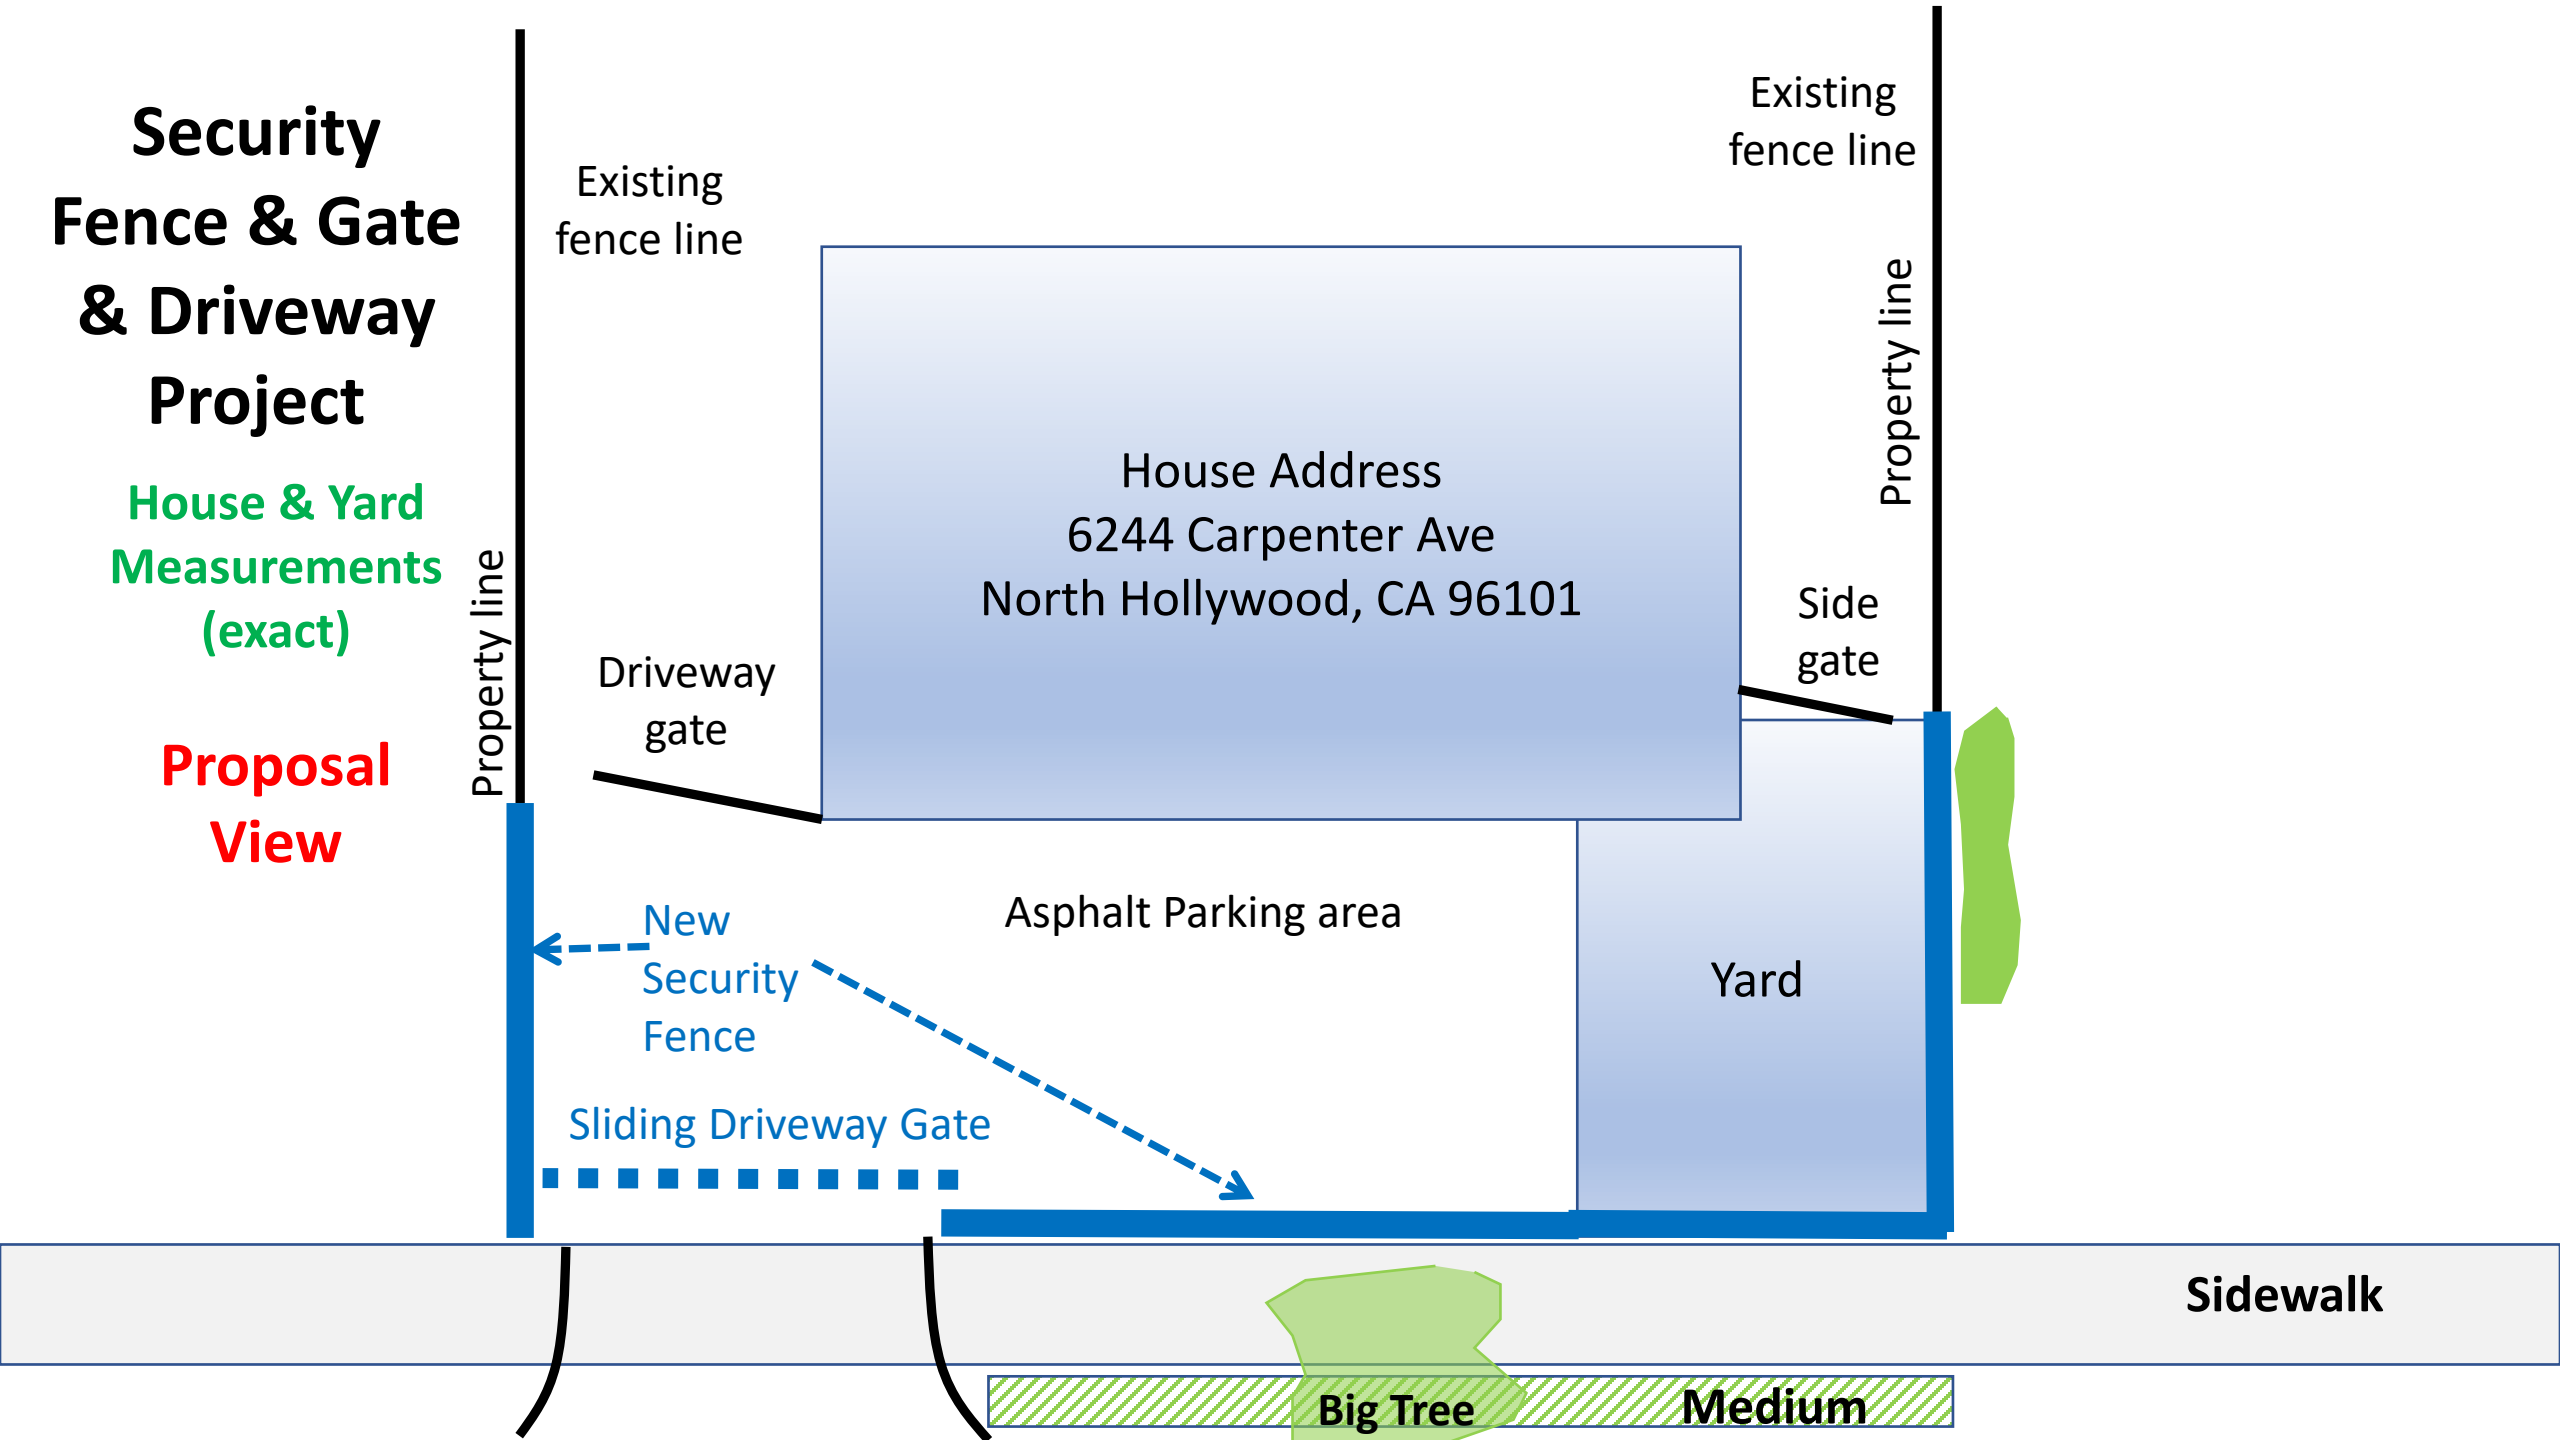 Security
Fence & Gate
& Driveway
Project
House & Yard
Measurements
(exact)
Proposal
View
Property line
Existing
fence line
Existing
fence line
Property line
House Address
6244 Carpenter Ave
North Hollywood, CA 96101
Side
gate
Driveway
gate
New
Security
Fence
Asphalt Parking area
Yard
Sliding Driveway Gate
Sidewalk
Big Tree
Medium